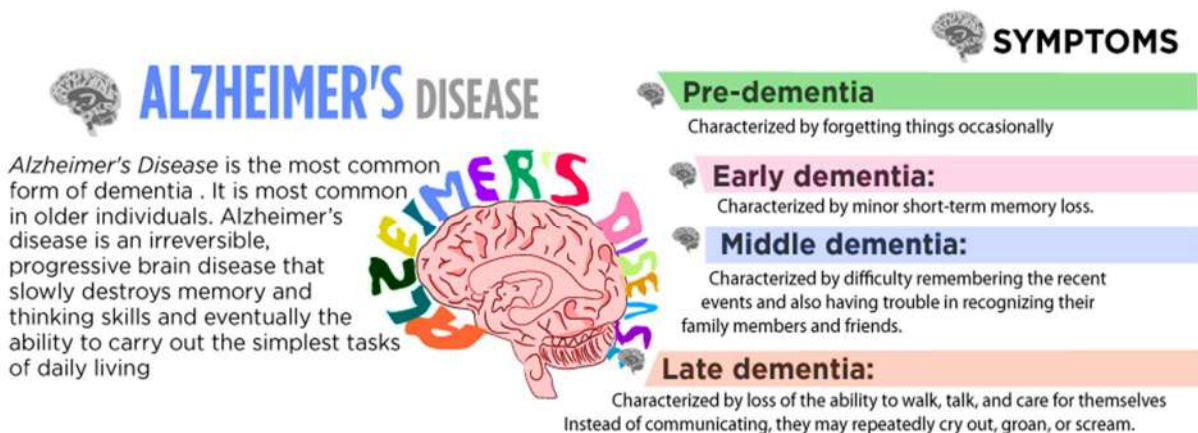 ALZHEIMER'S DISEASE
Alzheimer's Disease is the most common
form of dementia . It is most common
in older individuals. Alzheimer's
disease is an irreversible,
progressive brain disease that
slowly destroys memory and
thinking skills and eventually the
ability to carry out the simplest tasks
of daily living
ALZEIMER'S DISEAS
SYMPTOMS
Pre-dementia
Characterized by forgetting things occasionally
Early dementia:
Characterized by minor short-term memory loss.
Middle dementia:
Characterized by difficulty remembering the recent
events and also having trouble in recognizing their
family members and friends.
Late dementia:
Characterized by loss of the ability to walk, talk, and care for themselves
Instead of communicating, they may repeatedly cry out, groan, or scream.